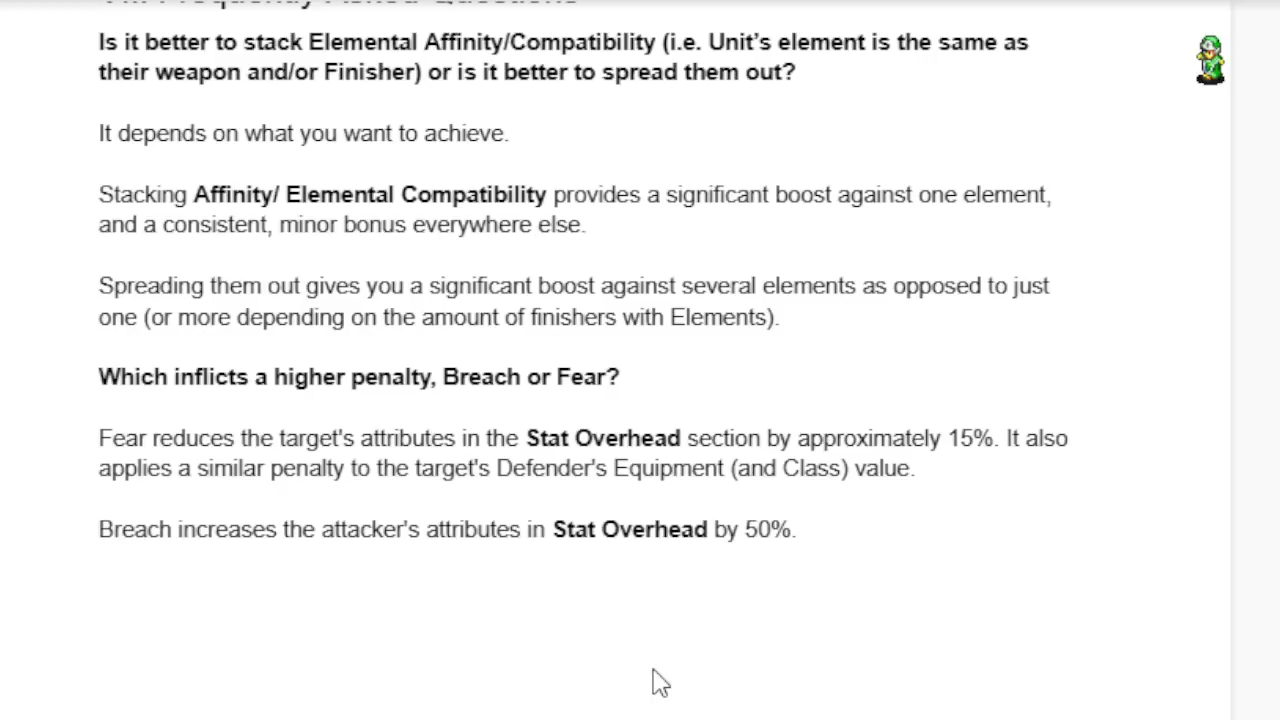 Is it better to stack Elemental Affinity/Compatibility (i.e. Unit's element is the same as
their weapon and/or Finisher) or is it better to spread them out?
It depends on what you want to achieve.
Stacking Affinity/ Elemental Compatibility provides a significant boost against one element,
and a consistent, minor bonus everywhere else.
Spreading them out gives you a significant boost against several elements as opposed to just
one (or more depending on the amount of finishers with Elements).
Which inflicts a higher penalty, Breach or Fear?
Fear reduces the target's attributes in the Stat Overhead section by approximately 15%. It also
applies a similar penalty to the target's Defender's Equipment (and Class) value.
Breach increases the attacker's attributes in Stat Overhead by 50%.